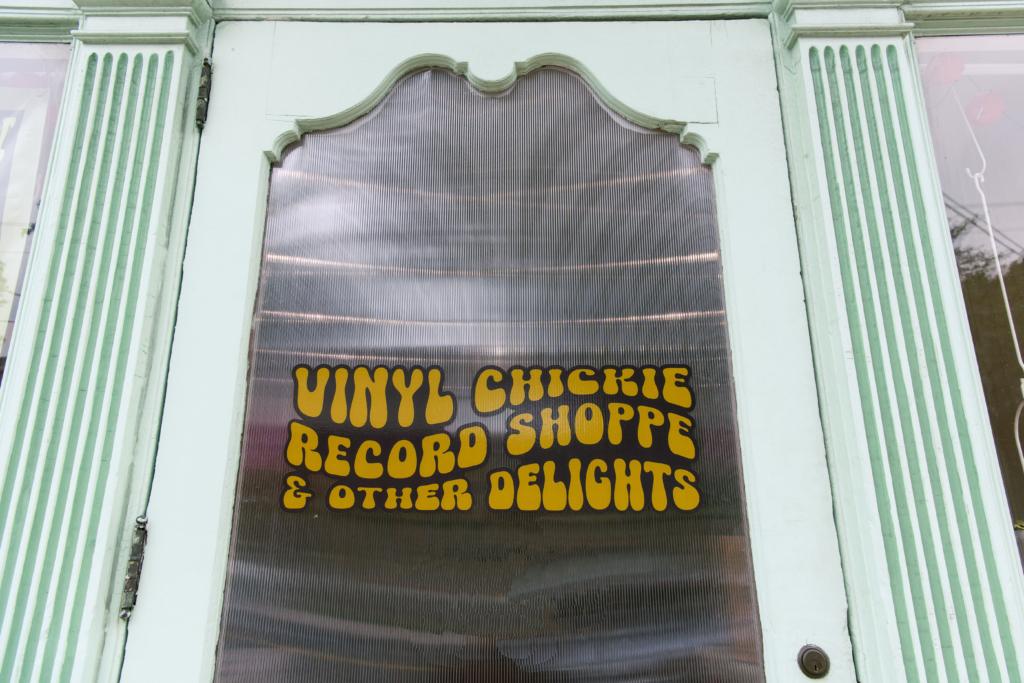 VINYL CHICKIE
RECORD SHOPPE
& OTHER DELIGHTS